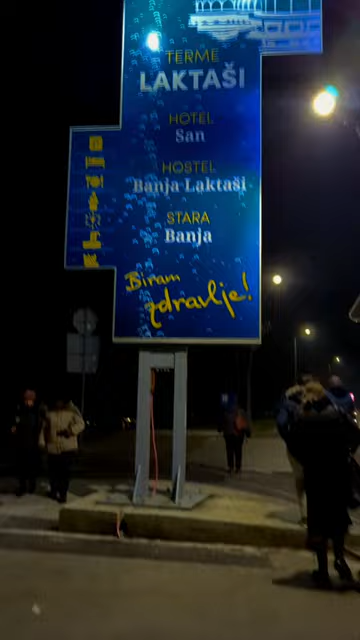 TERME
LAKTAŠI
HOTEL
San
HOSTEL
Banja Laktaši
STARA
Banja
Biram
zdravlje!